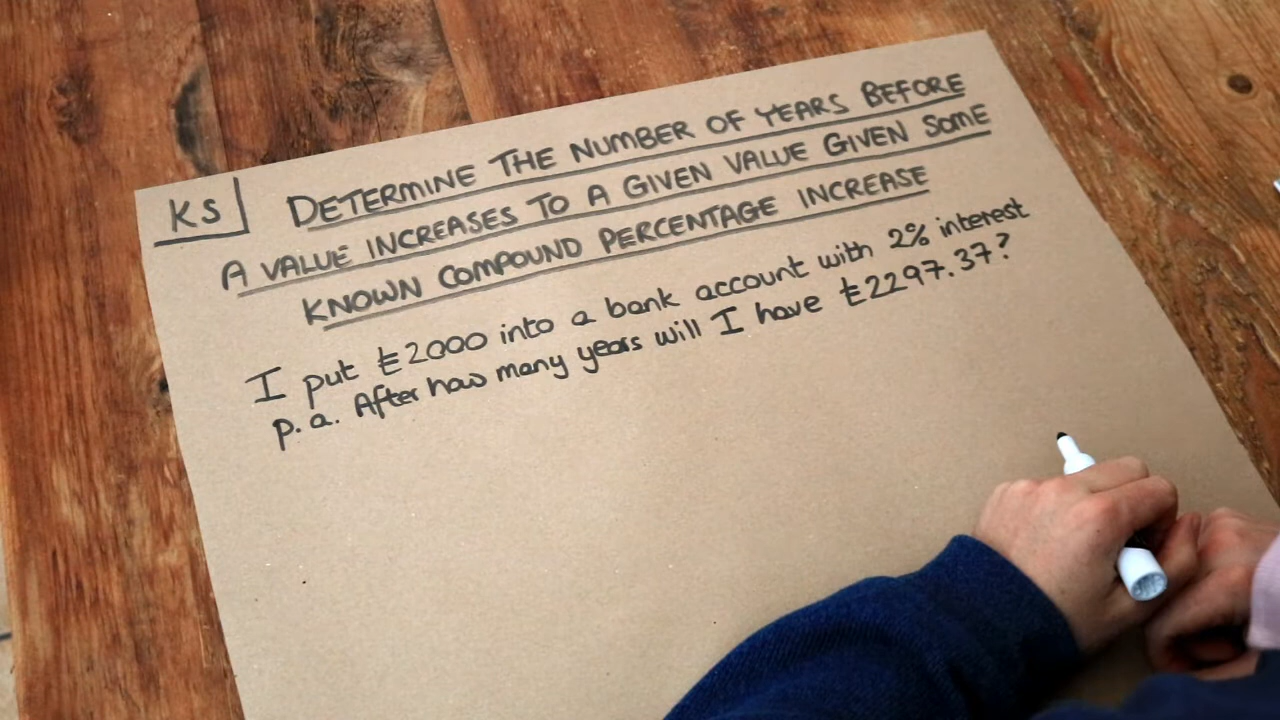 KS
DETERMINE THE NUMBER OF YEARS BEFORE
A VALUE INCREASES TO A GIVEN VALUE GIVEN SOME
KNOWN COMPOUND PERCENTAGE INCREASE
I put £2000 into a bank account with 2% interest
p.a. After how many years will I have £2297.37?